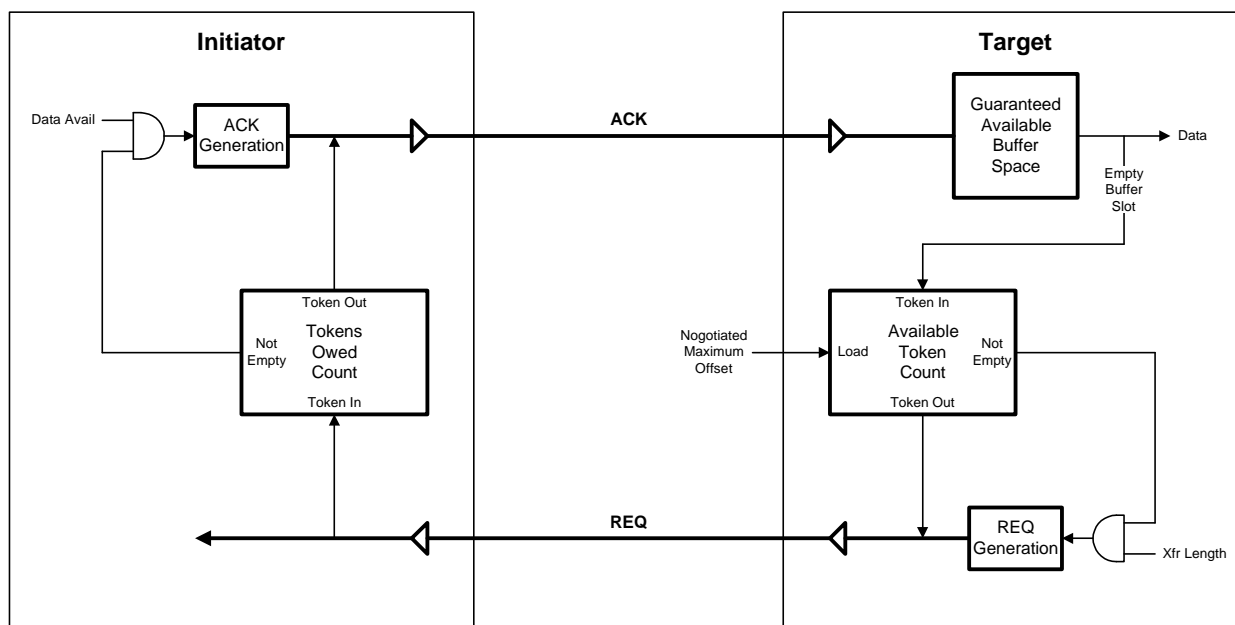 Initiator
Target
Data Avail
ACK
Generation
ACK
Guaranteed
Available
Buffer
Space
Data
Empty
Buffer
Slot
Token Out
Tokens
Owed
Count
Not
Empty
Token In
Nogotiated
Maximum
Offset
Token In
Load
Available
Token
Count
Not
Empty
Token Out
REQ
REQ
Generation
Xfr Length